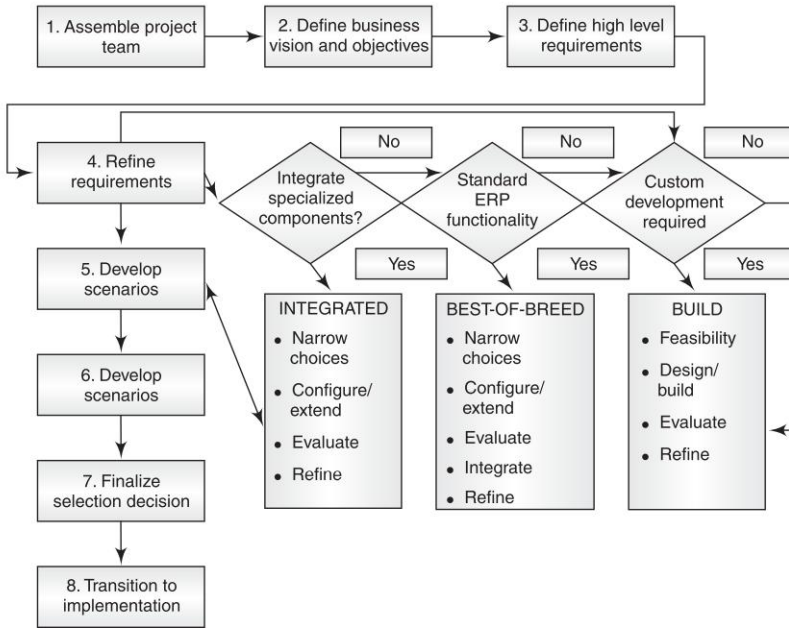 1. Assemble project
team
2. Define business
vision and objectives
3. Define high level
requirements
No
No
No
4. Refine
requirements
Integrate
specialized
components?
Standard
ERP
functionality
Custom
development
required
Yes
Yes
Yes
5. Develop
scenarios
INTEGRATED
• Narrow
choices
• Configure/
extend
• Evaluate
• Refine
BEST-OF-BREED
• Narrow
choices
• Configure/
extend
• Evaluate
• Integrate
• Refine
BUILD
• Feasibility
• Design/
build
• Evaluate
• Refine
6. Develop
scenarios
7. Finalize
selection decision
8. Transition to
implementation